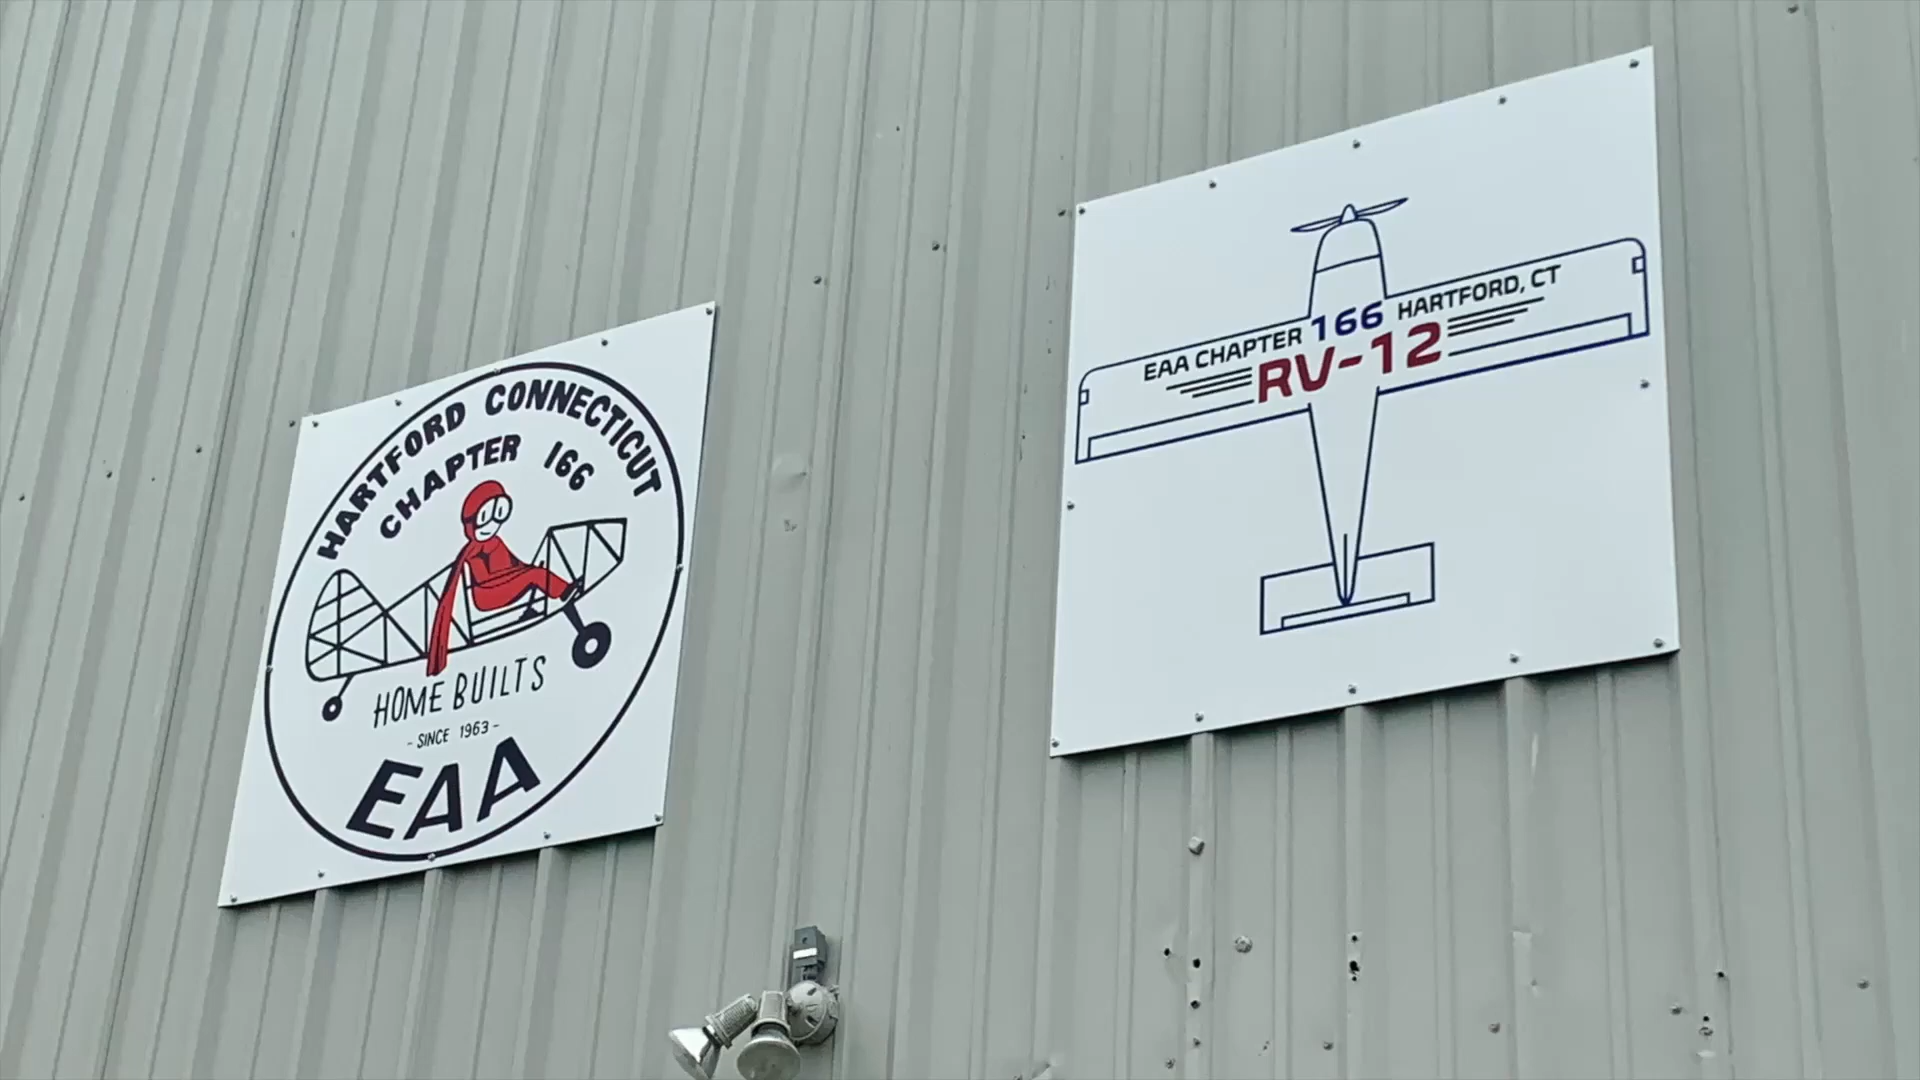 HARTFORD CONNECTICUT
CHAPTER 166
HOME BUILTS
- SINCE 1963 -
EAA
EAA CHAPTER 166 HARTFORD, CT
RV-12